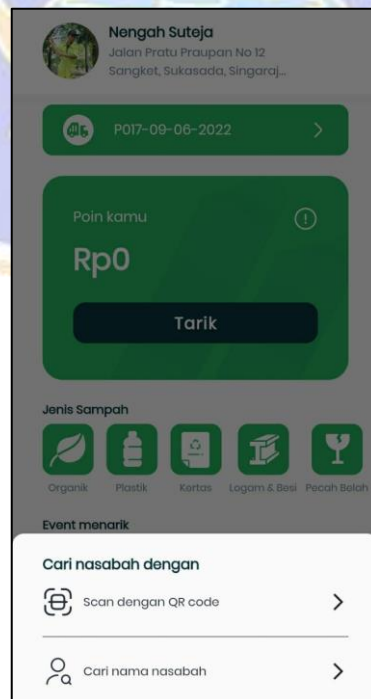 Nengah Suteja
Jalan Pratu Praupan No 12
Sangket, Sukasada, Singaraj...
P017-09-06-2022
Poin kamu
Rp0
Tarik
Jenis Sampah
Organik Plastik Kertas Logam & Besi Pecah Belah
Event menarik
Cari nasabah dengan
Scan dengan QR code
Cari nama nasabah